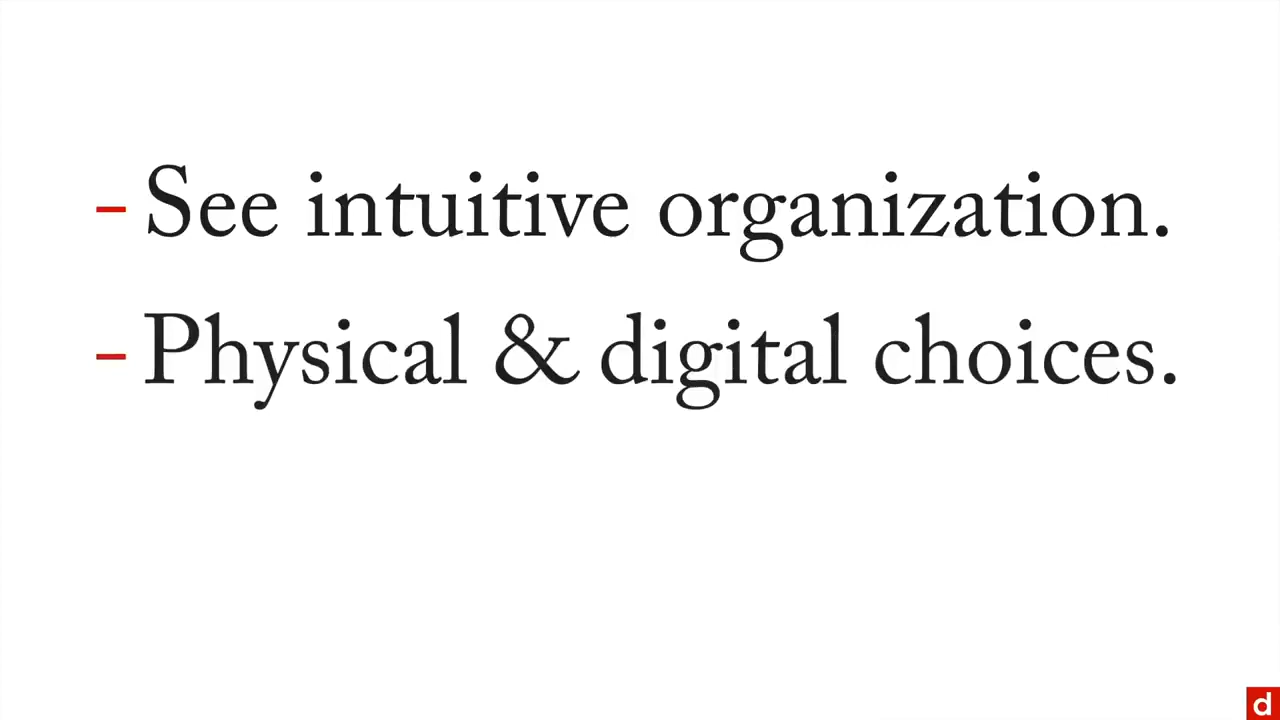 - See intuitive organization.
- Physical & digital choices.
d